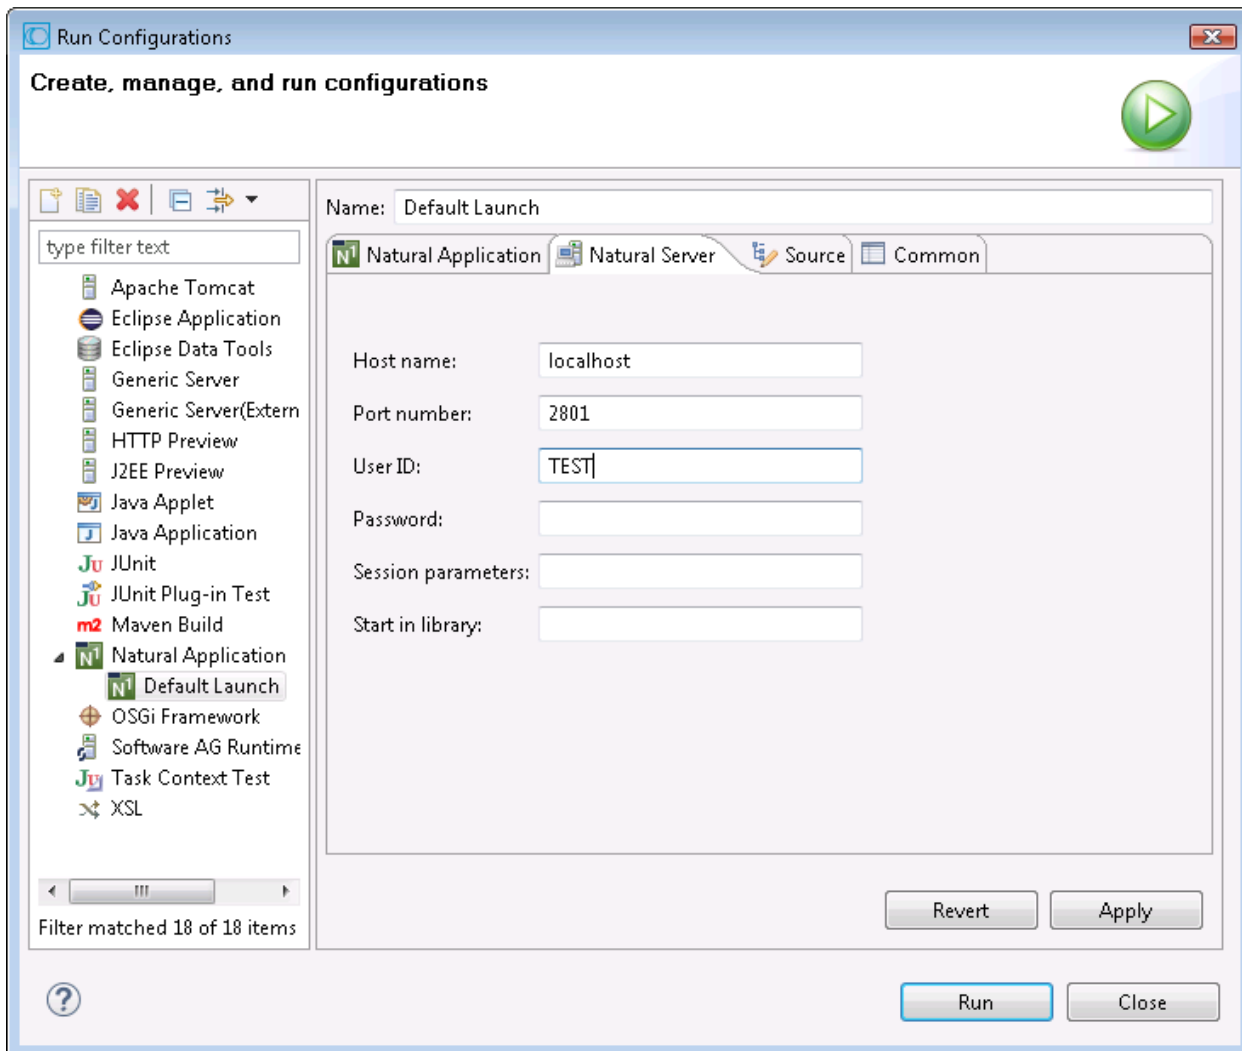 Run Configurations
Create, manage, and run configurations
type filter text
Apache Tomcat
Eclipse Application
Eclipse Data Tools
Generic Server
Generic Server(Extern
HTTP Preview
J2EE Preview
Java Applet
Java Application
JUnit
JUnit Plug-in Test
m2 Maven Build
Natural Application
Default Launch
OSGi Framework
Software AG Runtime
Task Context Test
XSL
Filter matched 18 of 18 items
Name: Default Launch
Natural Application Natural Server Source Common
Host name: localhost
Port number: 2801
User ID: TEST
Password:
Session parameters:
Start in library:
Revert Apply
Run Close